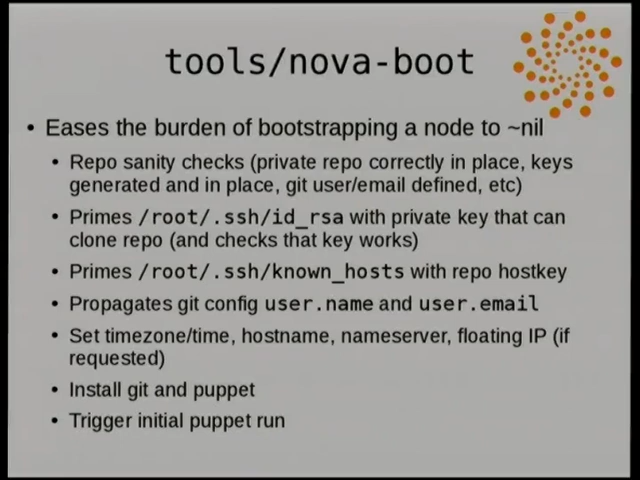 tools/nova-boot
• Eases the burden of bootstrapping a node to ~nil
• Repo sanity checks (private repo correctly in place, keys
generated and in place, git user/email defined, etc)
• Primes /root/.ssh/id_rsa with private key that can
clone repo (and checks that key works)
• Primes /root/.ssh/known_hosts with repo hostkey
• Propagates git config user.name and user.email
• Set timezone/time, hostname, nameserver, floating IP (if
requested)
• Install git and puppet
• Trigger initial puppet run